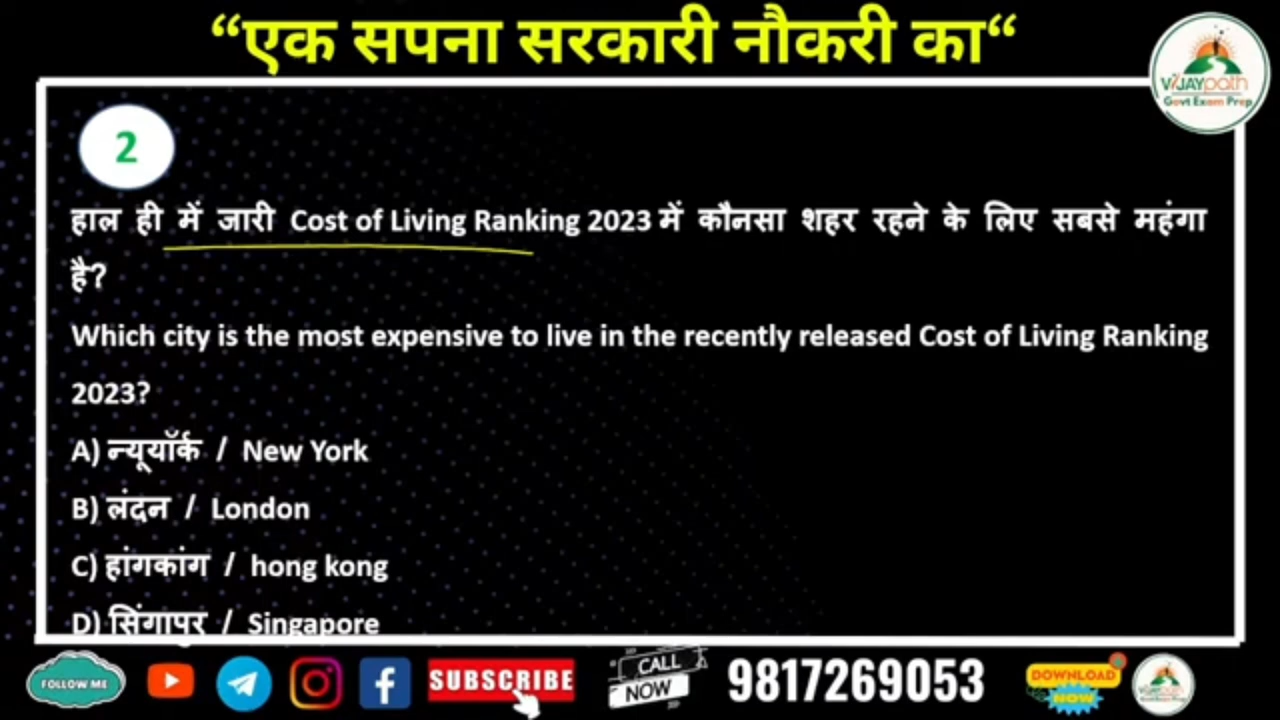 “एक सपना सरकारी नौकरी का“
VIJAYpath
Govt Exam Prep
2
हाल ही में जारी Cost of Living Ranking 2023 में कौनसा शहर रहने के लिए सबसे महंगा
है?
Which city is the most expensive to live in the recently released Cost of Living Ranking
2023?
A) न्यूयॉर्क / New York
B) लंदन / London
C) हांगकांग / hong kong
D) सिंगापुर / Singapore
FOLLOW ME
SUBSCRIBE
CALL
NOW
9817269053
DOWNLOAD
NOW
VIJAYpath